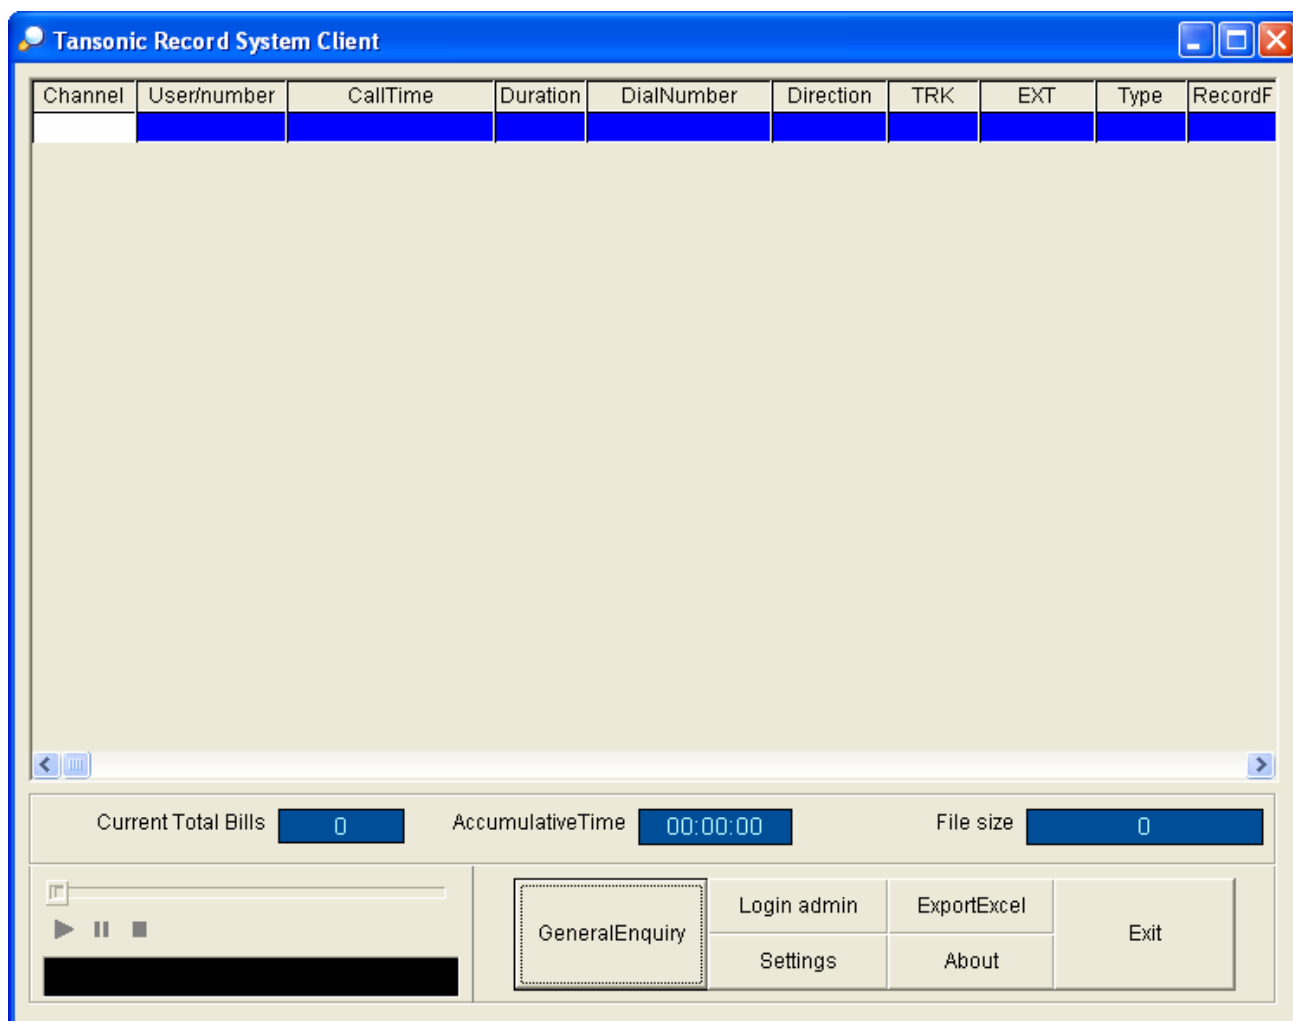 Tansonic Record System Client
Channel User/number CallTime Duration DialNumber Direction TRK EXT Type RecordF
Current Total Bills 0 AccumulativeTime 00:00:00 File size 0
GeneralEnquiry Login admin ExportExcel Exit
Settings About